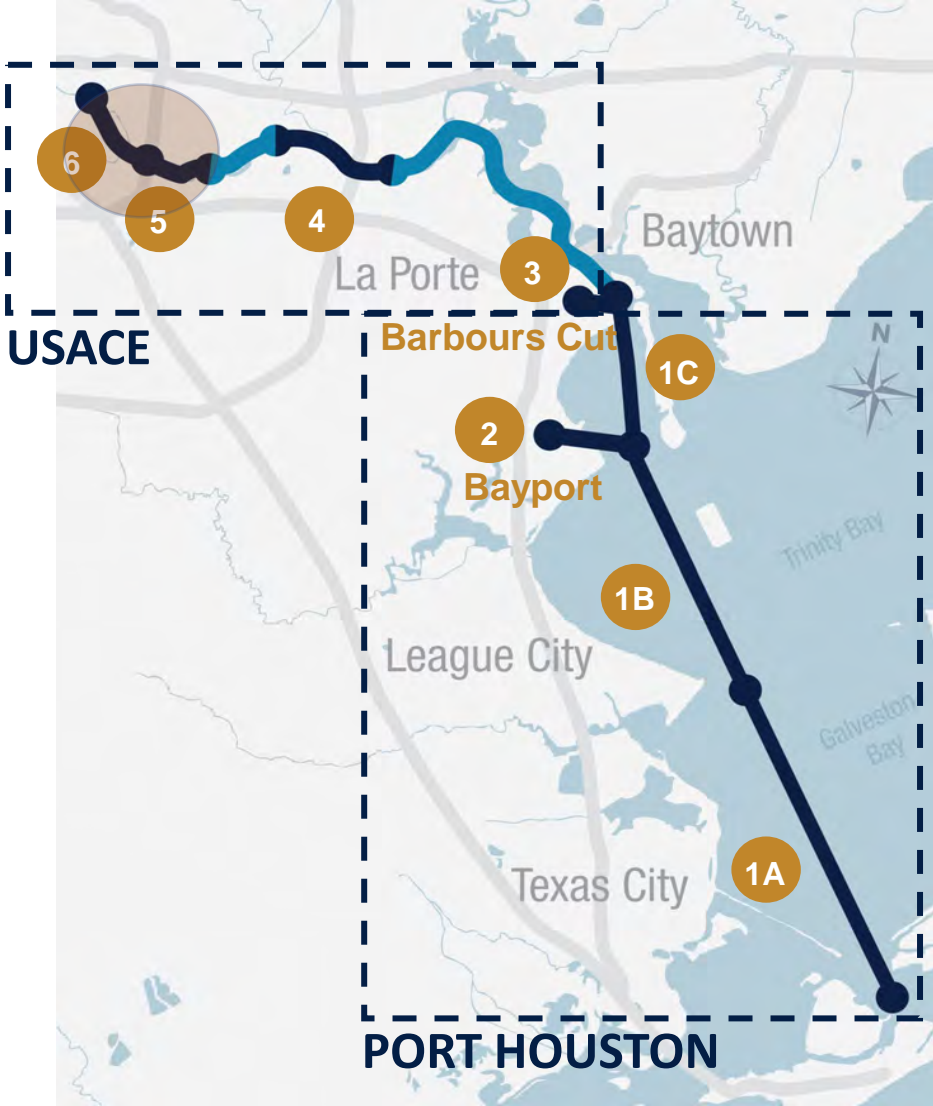 6
5
4
Baytown
La Porte
3
USACE
Barbours Cut
N
1C
2
Bayport
Trinity Bay
1B
League City
Galveston
Bay
1A
Texas City
PORT HOUSTON